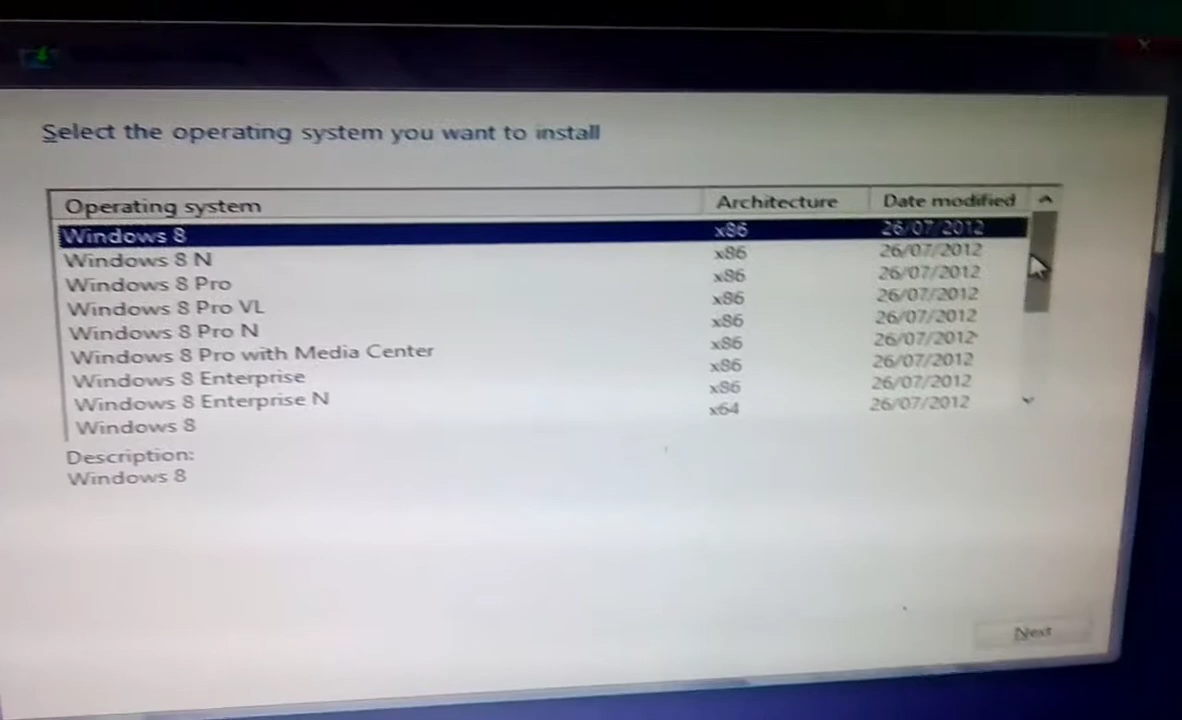 Select the operating system you want to install
Operating system Architecture Date modified
Windows 8 x86 26/07/2012
Windows 8 N x86 26/07/2012
Windows 8 Pro x86 26/07/2012
Windows 8 Pro VL x86 26/07/2012
Windows 8 Pro N x86 26/07/2012
Windows 8 Pro with Media Center x86 26/07/2012
Windows 8 Enterprise x86 26/07/2012
Windows 8 Enterprise N x86 26/07/2012
Windows 8 x64 26/07/2012
Description:
Windows 8
Next